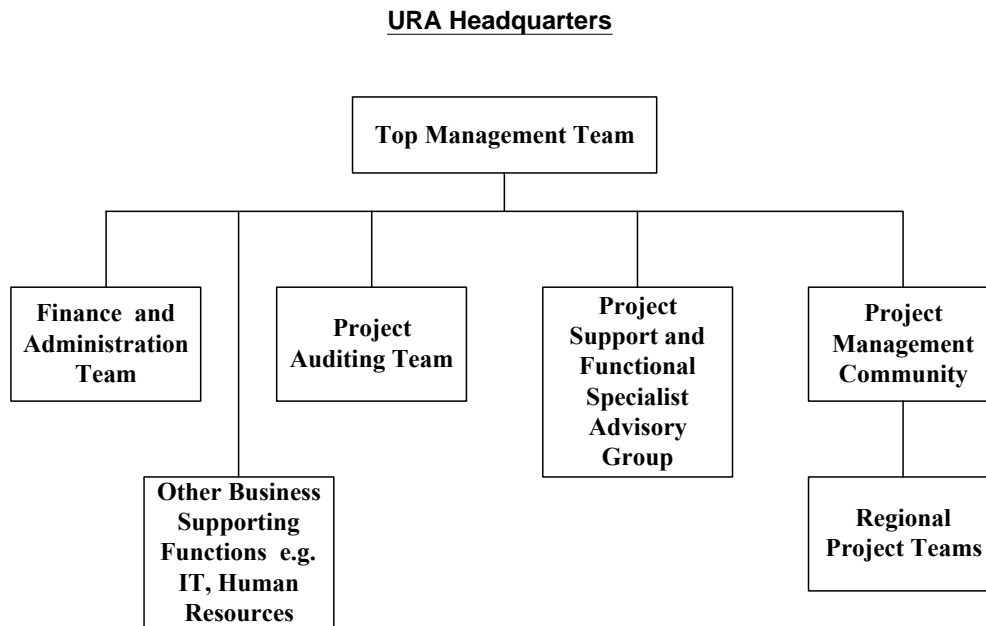 URA Headquarters
Top Management Team
Finance and
Administration
Team
Project
Auditing Team
Project
Support and
Functional
Specialist
Advisory
Group
Project
Management
Community
Other Business
Supporting
Functions e.g.
IT, Human
Resources
Regional
Project Teams